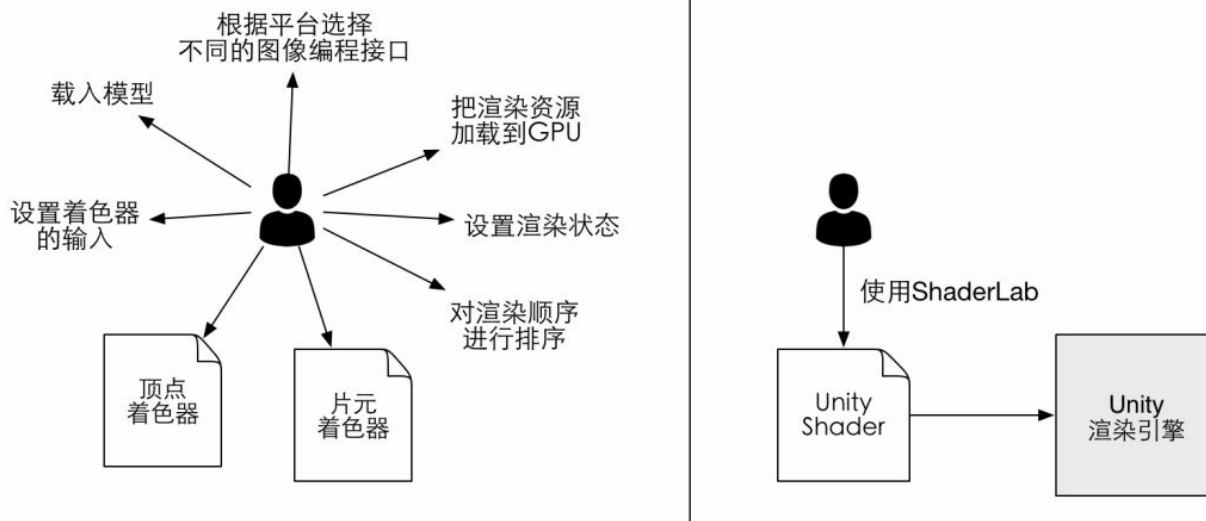 根据平台选择
不同的图像编程接口
载入模型
把渲染资源
加载到GPU
设置着色器
的输入
设置渲染状态
对渲染顺序
进行排序
顶点
着色器
片元
着色器
使用ShaderLab
Unity
Shader
Unity
渲染引擎